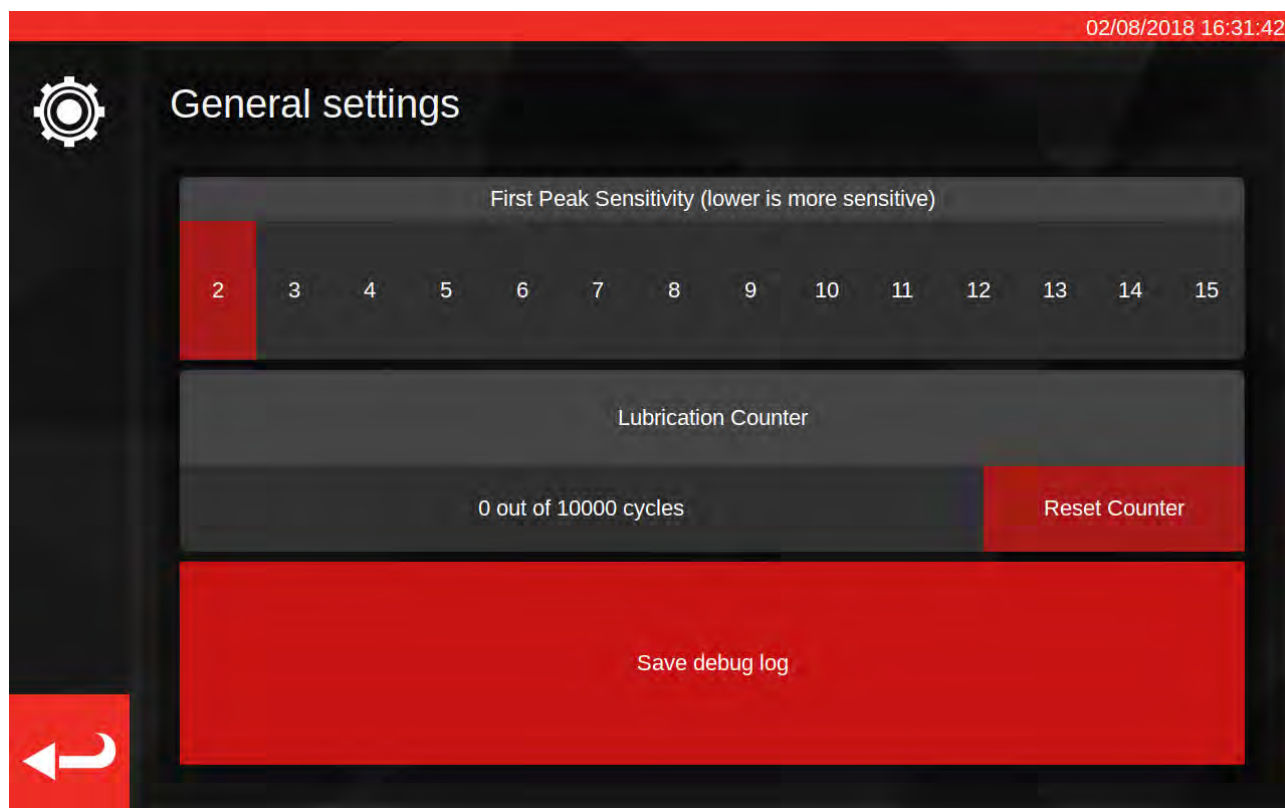 02/08/2018 16:31:42
General settings
First Peak Sensitivity (lower is more sensitive)
2 3 4 5 6 7 8 9 10 11 12 13 14 15
Lubrication Counter
0 out of 10000 cycles Reset Counter
Save debug log